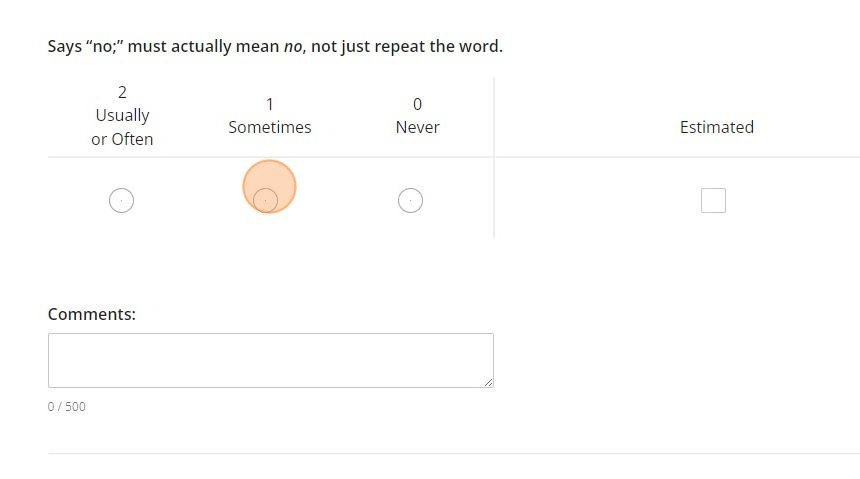 Says “no;” must actually mean no, not just repeat the word.
2
Usually
or Often
1
Sometimes
0
Never
Estimated
Comments:
0 / 500